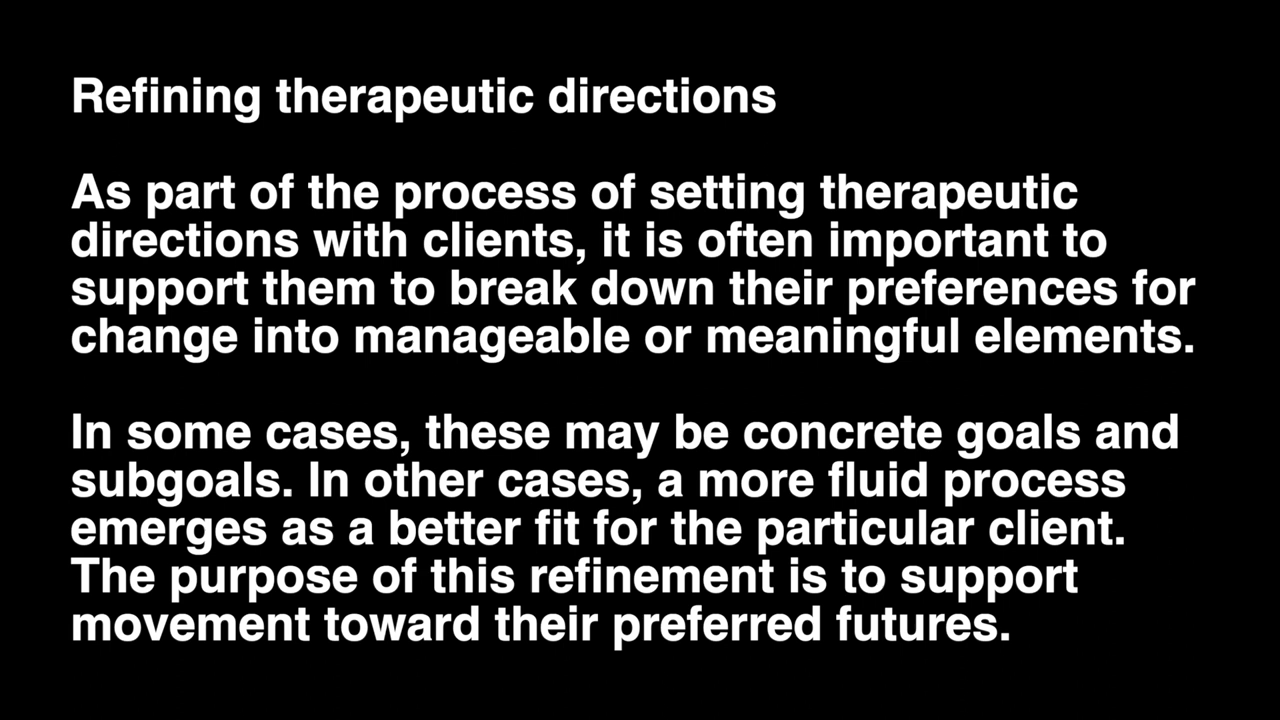 Refining therapeutic directions
As part of the process of setting therapeutic
directions with clients, it is often important to
support them to break down their preferences for
change into manageable or meaningful elements.
In some cases, these may be concrete goals and
subgoals. In other cases, a more fluid process
emerges as a better fit for the particular client.
The purpose of this refinement is to support
movement toward their preferred futures.